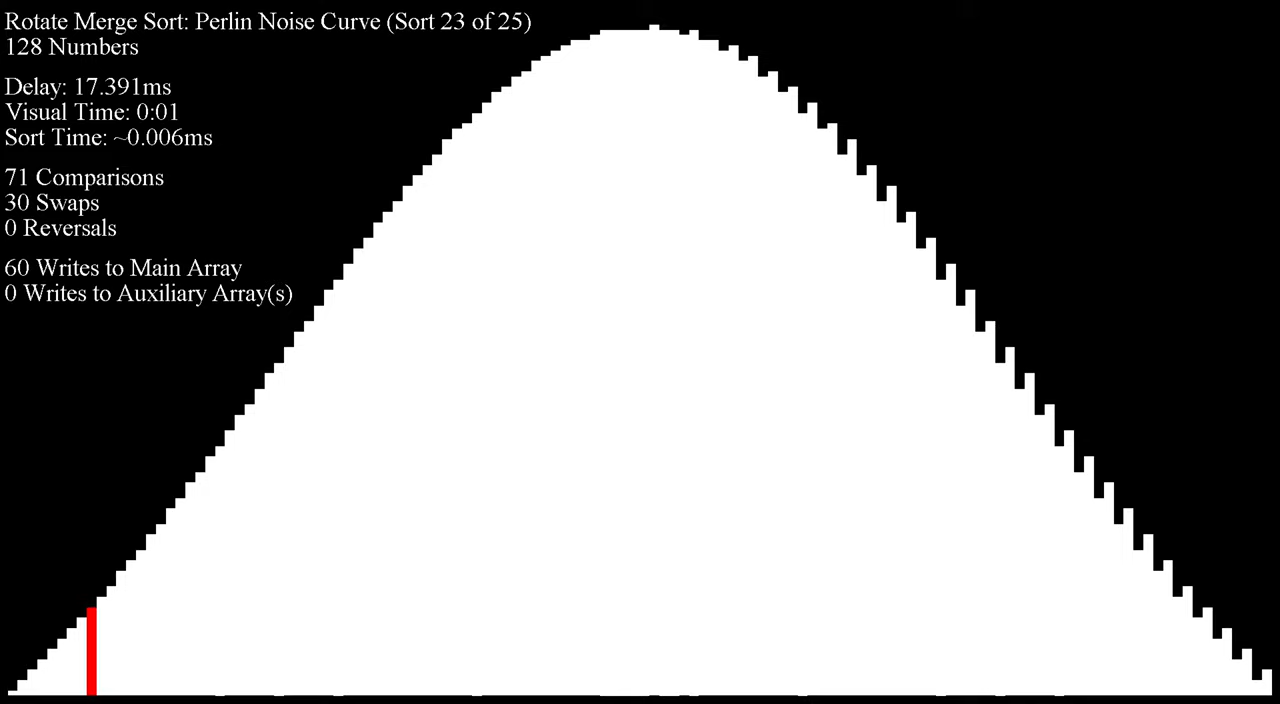 Rotate Merge Sort: Perlin Noise Curve (Sort 23 of 25)
128 Numbers
Delay: 17.391ms
Visual Time: 0:01
Sort Time: ~0.006ms
71 Comparisons
30 Swaps
0 Reversals
60 Writes to Main Array
0 Writes to Auxiliary Array(s)